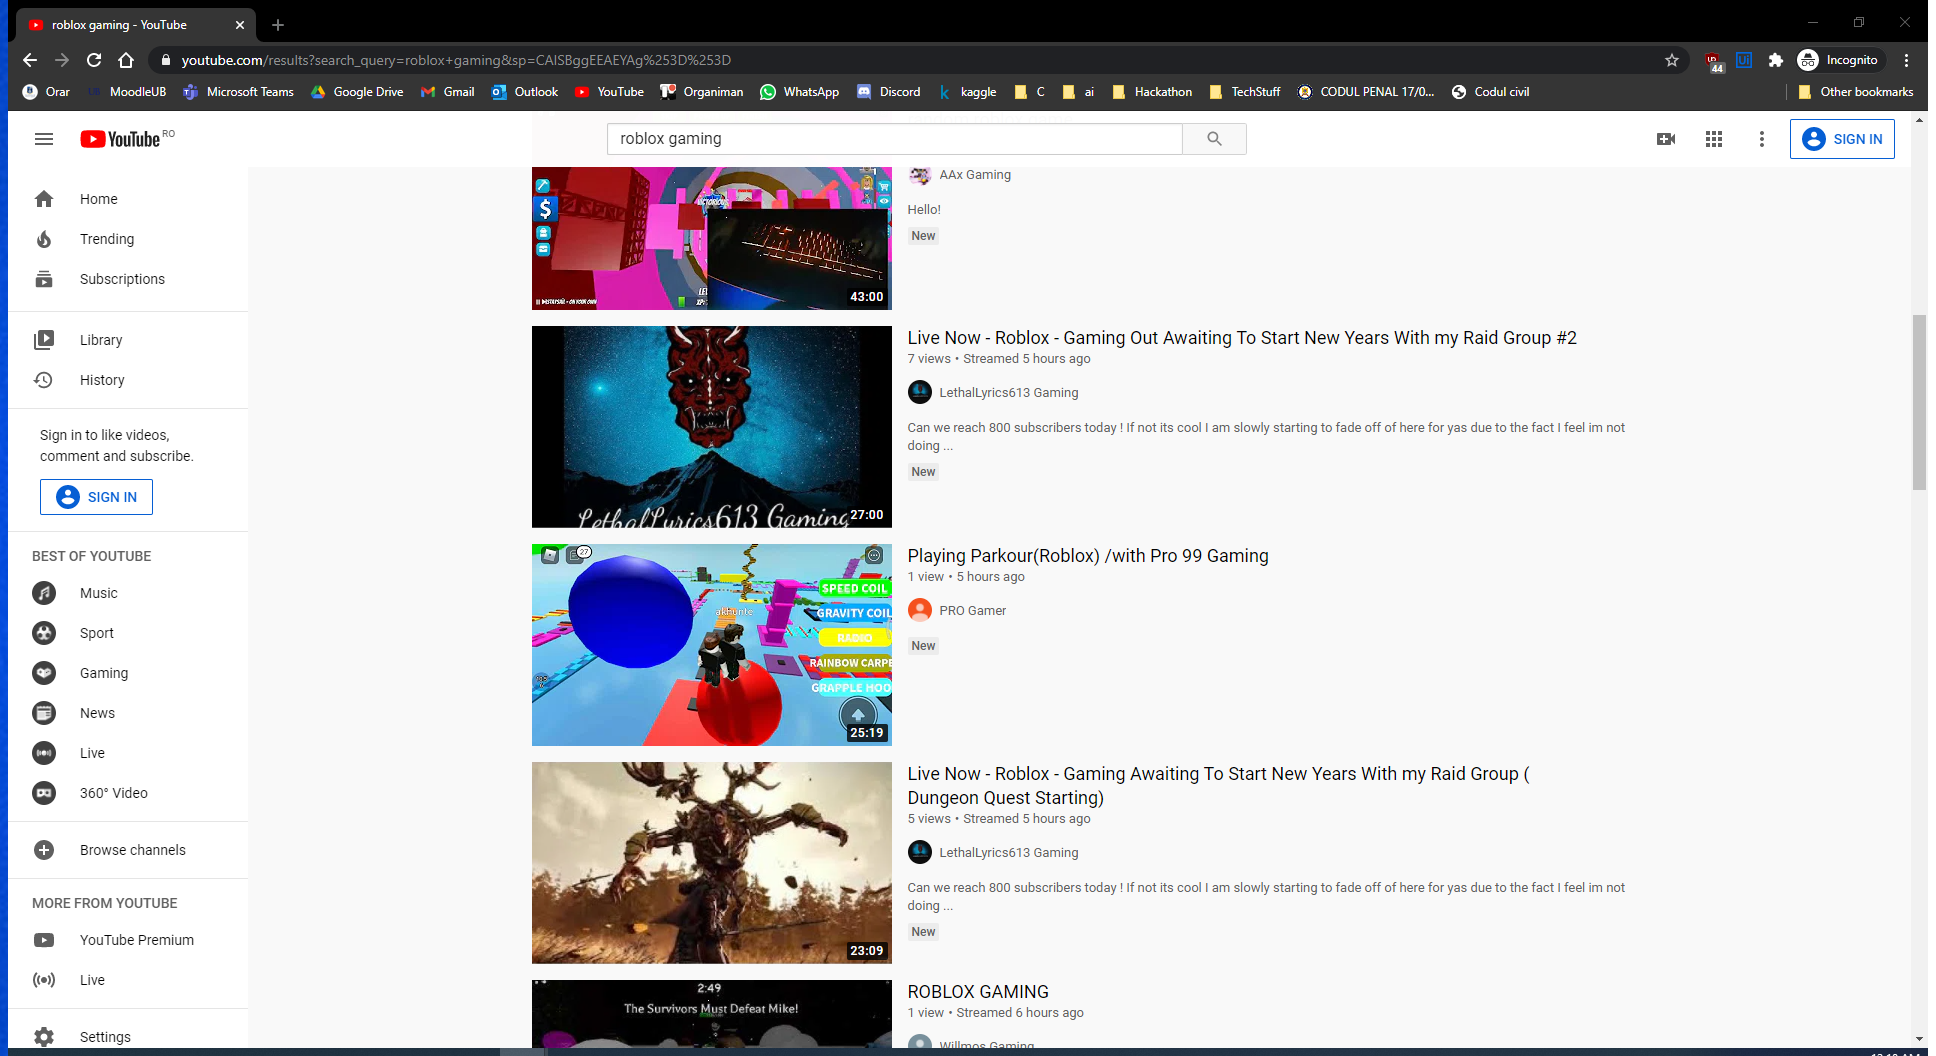 roblox gaming - YouTube
youtube.com/results?search_query=roblox+gaming&sp=CAISBggEEAEYAg%253D%253D
44
Incognito
Orar
MoodleUB
Microsoft Teams
Google Drive
Gmail
Outlook
YouTube
Organiman
WhatsApp
Discord
kaggle
C
ai
Hackathon
TechStuff
CODUL PENAL 17/0...
Codul civil
Other bookmarks
YouTube RO
roblox gaming
SIGN IN
Home
Trending
Subscriptions
Library
History
Sign in to like videos,
comment and subscribe.
SIGN IN
BEST OF YOUTUBE
Music
Sport
Gaming
News
Live
360° Video
Browse channels
MORE FROM YOUTUBE
YouTube Premium
Live
Settings
43:00
AAx Gaming
Hello!
New
LethalLyrics613 Gaming
27:00
Live Now - Roblox - Gaming Out Awaiting To Start New Years With my Raid Group #2
7 views • Streamed 5 hours ago
LethalLyrics613 Gaming
Can we reach 800 subscribers today ! If not its cool I am slowly starting to fade off of here for yas due to the fact I feel im not
doing ...
New
27
akhunte
SPEED COIL
GRAVITY COIL
RADIO
RAINBOW CARPE
GRAPPLE HOO
25:19
Playing Parkour(Roblox) /with Pro 99 Gaming
1 view • 5 hours ago
PRO Gamer
New
23:09
Live Now - Roblox - Gaming Awaiting To Start New Years With my Raid Group (
Dungeon Quest Starting)
5 views • Streamed 5 hours ago
LethalLyrics613 Gaming
Can we reach 800 subscribers today ! If not its cool I am slowly starting to fade off of here for yas due to the fact I feel im not
doing ...
New
2:49
The Survivors Must Defeat Mike!
ROBLOX GAMING
1 view • Streamed 6 hours ago
Willmos Gaming